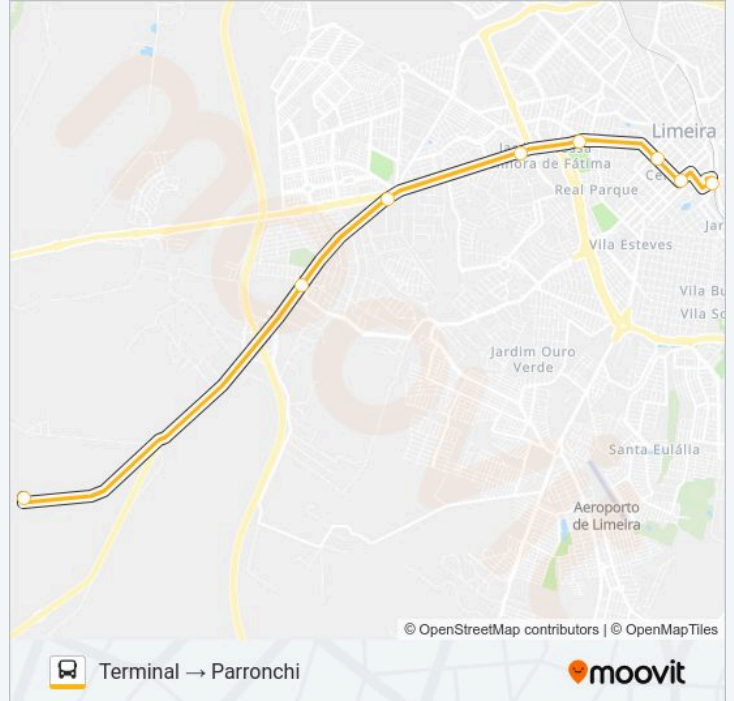 Limeira
Real Parque
Vila Esteves
Jardim Ouro
Verde
Santa Eulália
Aeroporto
de Limeira
© OpenStreetMap contributors | © OpenMapTiles
Terminal → Parronchi
moovit